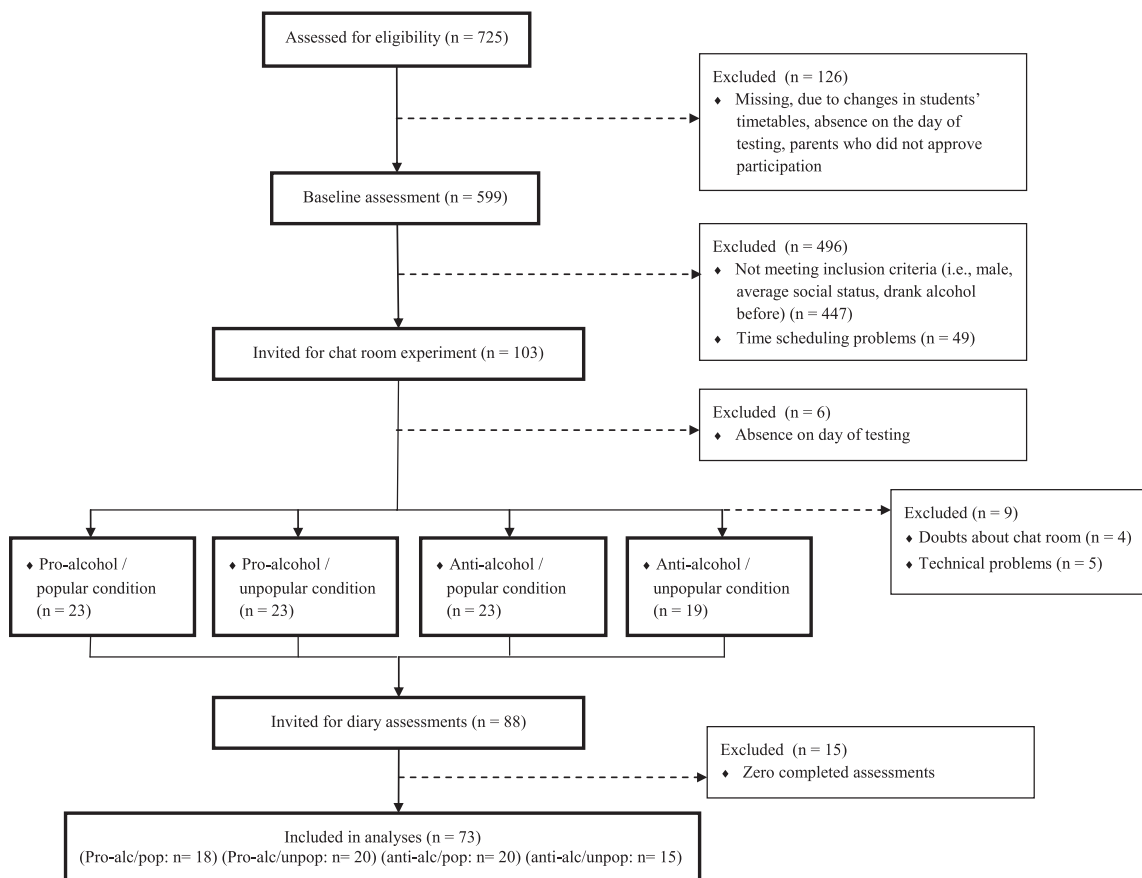 Assessed for eligibility (n = 725)
Excluded (n = 126)
♦ Missing, due to changes in students’
timetables, absence on the day of
testing, parents who did not approve
participation
Baseline assessment (n = 599)
Excluded (n = 496)
♦ Not meeting inclusion criteria (i.e., male,
average social status, drank alcohol
before) (n = 447)
♦ Time scheduling problems (n = 49)
Invited for chat room experiment (n = 103)
Excluded (n = 6)
♦ Absence on day of testing
Excluded (n = 9)
♦ Doubts about chat room (n = 4)
♦ Technical problems (n = 5)
♦ Pro-alcohol /
popular condition
(n = 23)
♦ Pro-alcohol /
unpopular condition
(n = 23)
♦ Anti-alcohol /
popular condition
(n = 23)
♦ Anti-alcohol /
unpopular condition
(n = 19)
Invited for diary assessments (n = 88)
Excluded (n = 15)
♦ Zero completed assessments
Included in analyses (n = 73
(Pro-alc/pop: n= 18) (Pro-alc/unpop: n= 20) (anti-alc/pop: n= 20) (anti-alc/unpop: n= 15)